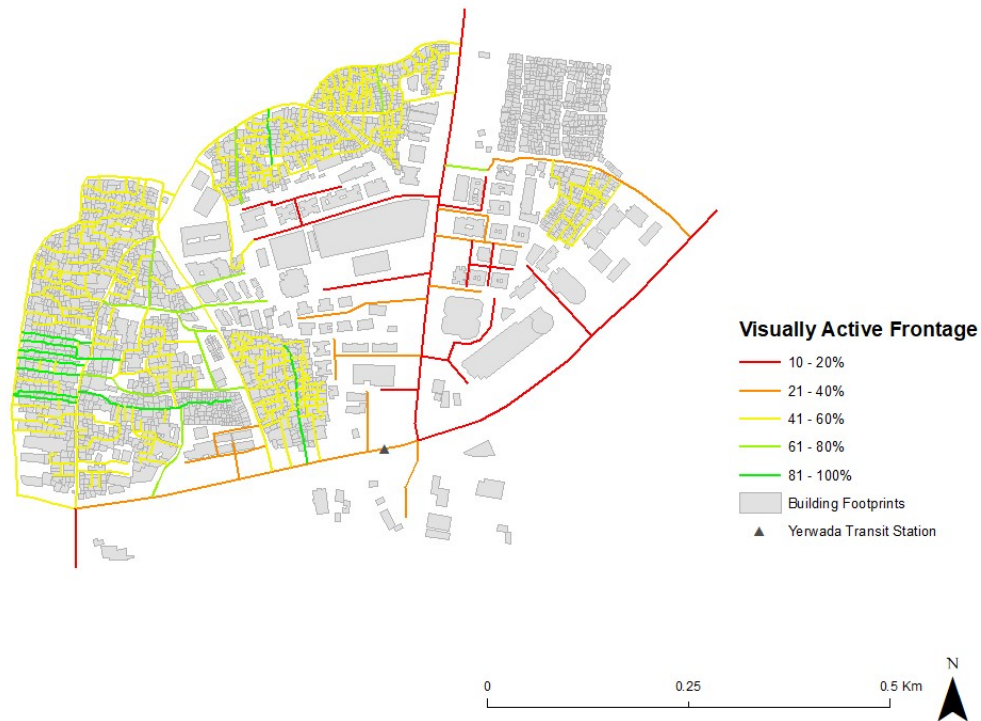 Visually Active Frontage
10 - 20%
21 - 40%
41 - 60%
61 - 80%
81 - 100%
Building Footprints
Yerwada Transit Station
N
0 0.25 0.5 Km